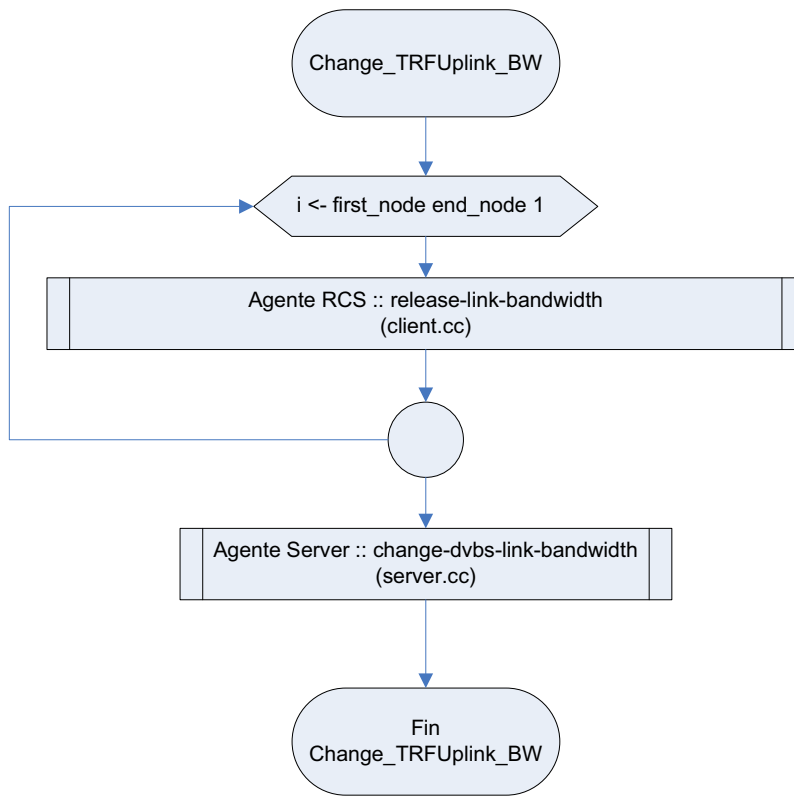 Change_TRFUplink_BW
i <- first_node end_node 1
Agente RCS :: release-link-bandwidth
(client.cc)
Agente Server :: change-dvbs-link-bandwidth
(server.cc)
Fin
Change_TRFUplink_BW